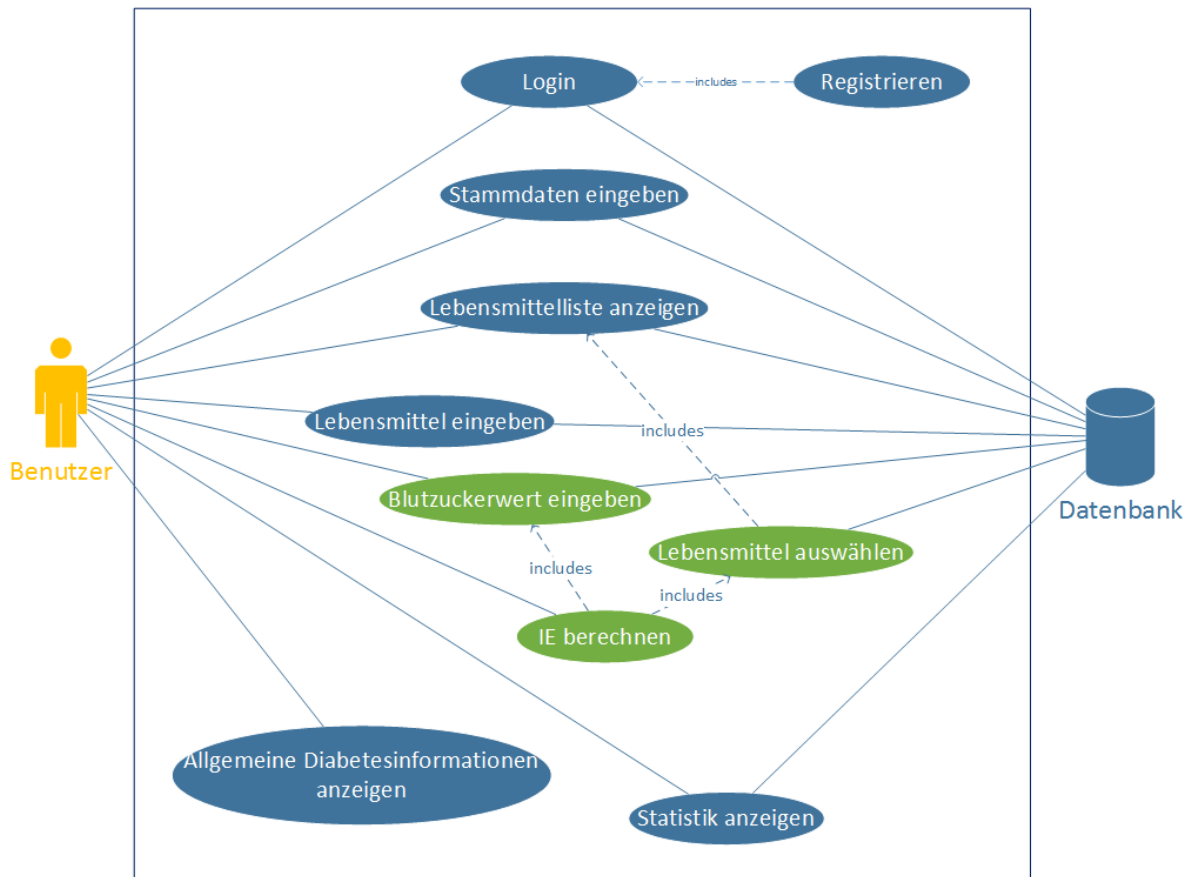 Login
includes
Registrieren
Stammdaten eingeben
Lebensmittelliste anzeigen
Lebensmittel eingeben
includes
Benutzer
Blutzuckerwert eingeben
Datenbank
Lebensmittel auswählen
includes
includes
IE berechnen
Allgemeine Diabetesinformationen
anzeigen
Statistik anzeigen